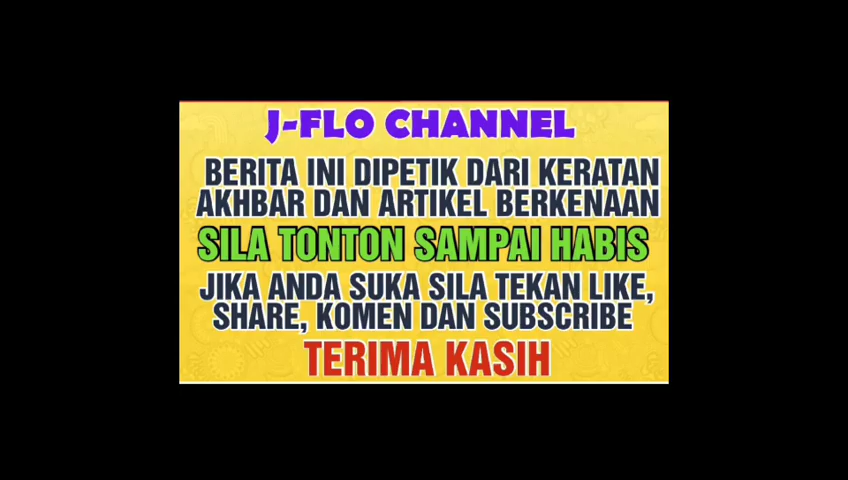 J-FLO CHANNEL
BERITA INI DIPETIK DARI KERATAN
AKHBAR DAN ARTIKEL BERKENAAN
SILA TONTON SAMPAI HABIS
JIKA ANDA SUKA SILA TEKAN LIKE,
SHARE, KOMEN DAN SUBSCRIBE
TERIMA KASIH